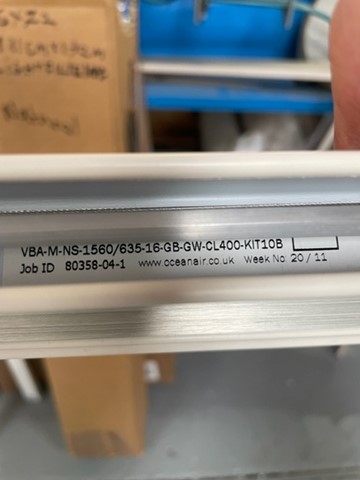 VBA-M-NS-1560/635-16-GB-GW-CL400-KIT10B
Job ID 80358-04-1 www.oceanair.co.uk Week No: 20 / 11